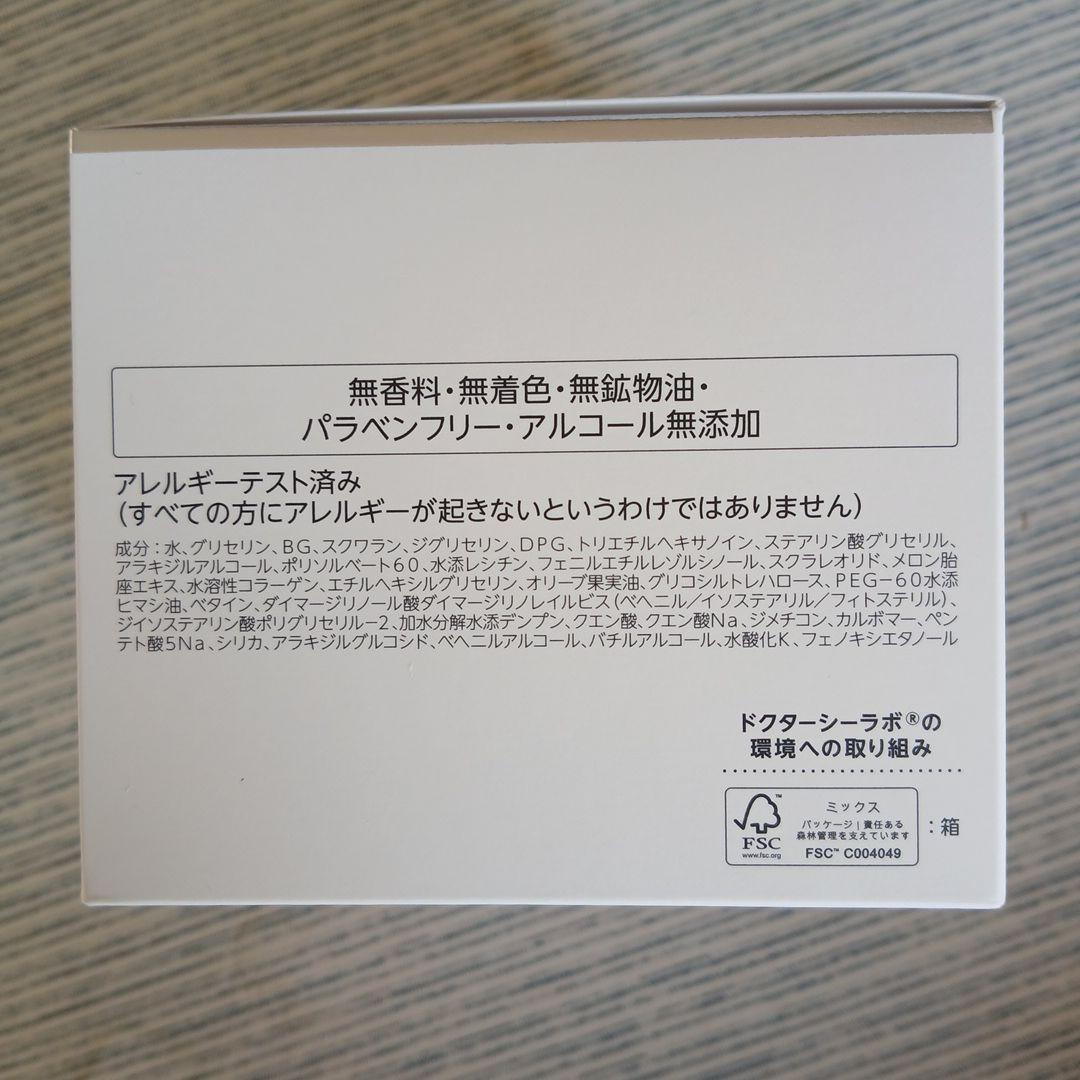 無香料・無着色・無鉱物油・
パラベンフリー・アルコール無添加
アレルギーテスト済み
(すべての方にアレルギーが起きないというわけではありません)
成分：水、グリセリン、BG、スクワラン、ジグリセリン、DPG、トリエチルヘキサノイン、ステアリン酸グリセリル、
アラキジルアルコール、ポリソルベート60、水添レシチン、フェニルエチルレゾルシノール、スクラレオリド、メロン胎
座エキス、水溶性コラーゲン、エチルヘキシルグリセリン、オリーブ果実油、グリコシルトレハロース、PEG-60水添
ヒマシ油、ベタイン、ダイマージリノール酸ダイマージリノレイルビス(ベヘニル／イソステアリル／フィトステリル)、
ジイソステアリン酸ポリグリセリル-2、加水分解水添デンプン、クエン酸、クエン酸Na、ジメチコン、カルボマー、ペン
テト酸5Na、シリカ、アラキジルグルコシド、ベヘニルアルコール、バチルアルコール、水酸化K、フェノキシエタノール
ドクターシーラボ®の
環境への取り組み
FSC
www.fsc.org
ミックス
パッケージ｜責任ある
森林管理を支えています
FSC™ C004049
：箱